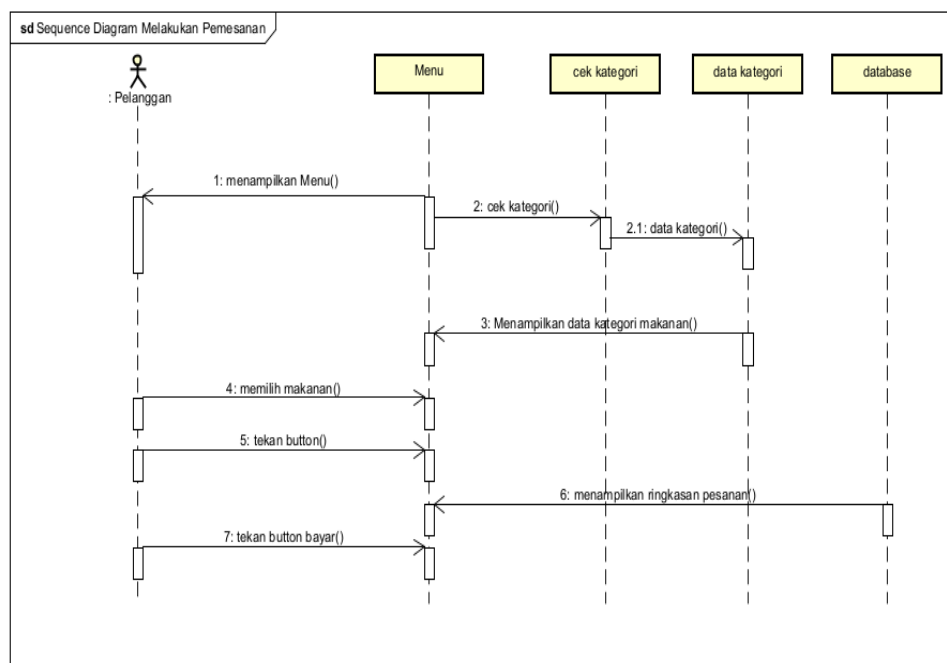 sd Sequence Diagram Melakukan Pemesanan
: Pelanggan
Menu
cek kategori
data kategori
database
1: menampilkan Menu()
2: cek kategori()
2.1: data kategori()
3: Menampilkan data kategori makanan()
4: memilih makanan()
5: tekan button()
6: menampilkan ringkasan pesanan()
7: tekan button bayar()